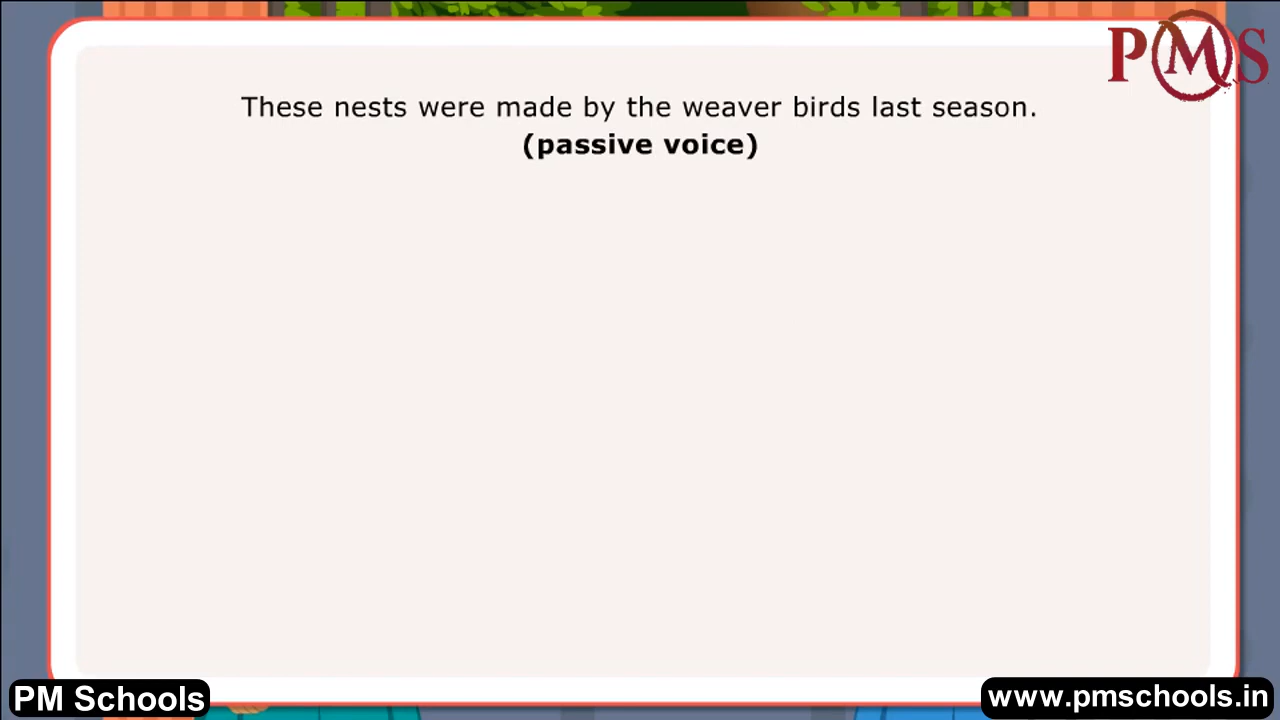 PMS
These nests were made by the weaver birds last season.
(passive voice)
PM Schools
www.pmschools.in